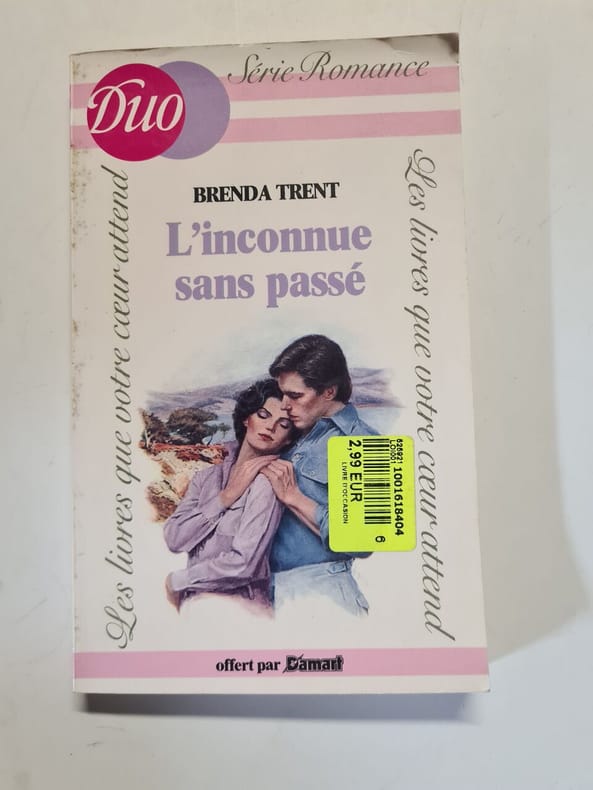 Duo
Série Romance
BRENDA TRENT
L'inconnue
sans passé
Les livres que votre cœur attend
Les livres que votre cœur attend
1001618404
2,99 EUR
LIVRE D'OCCASION
6
offert par Damart